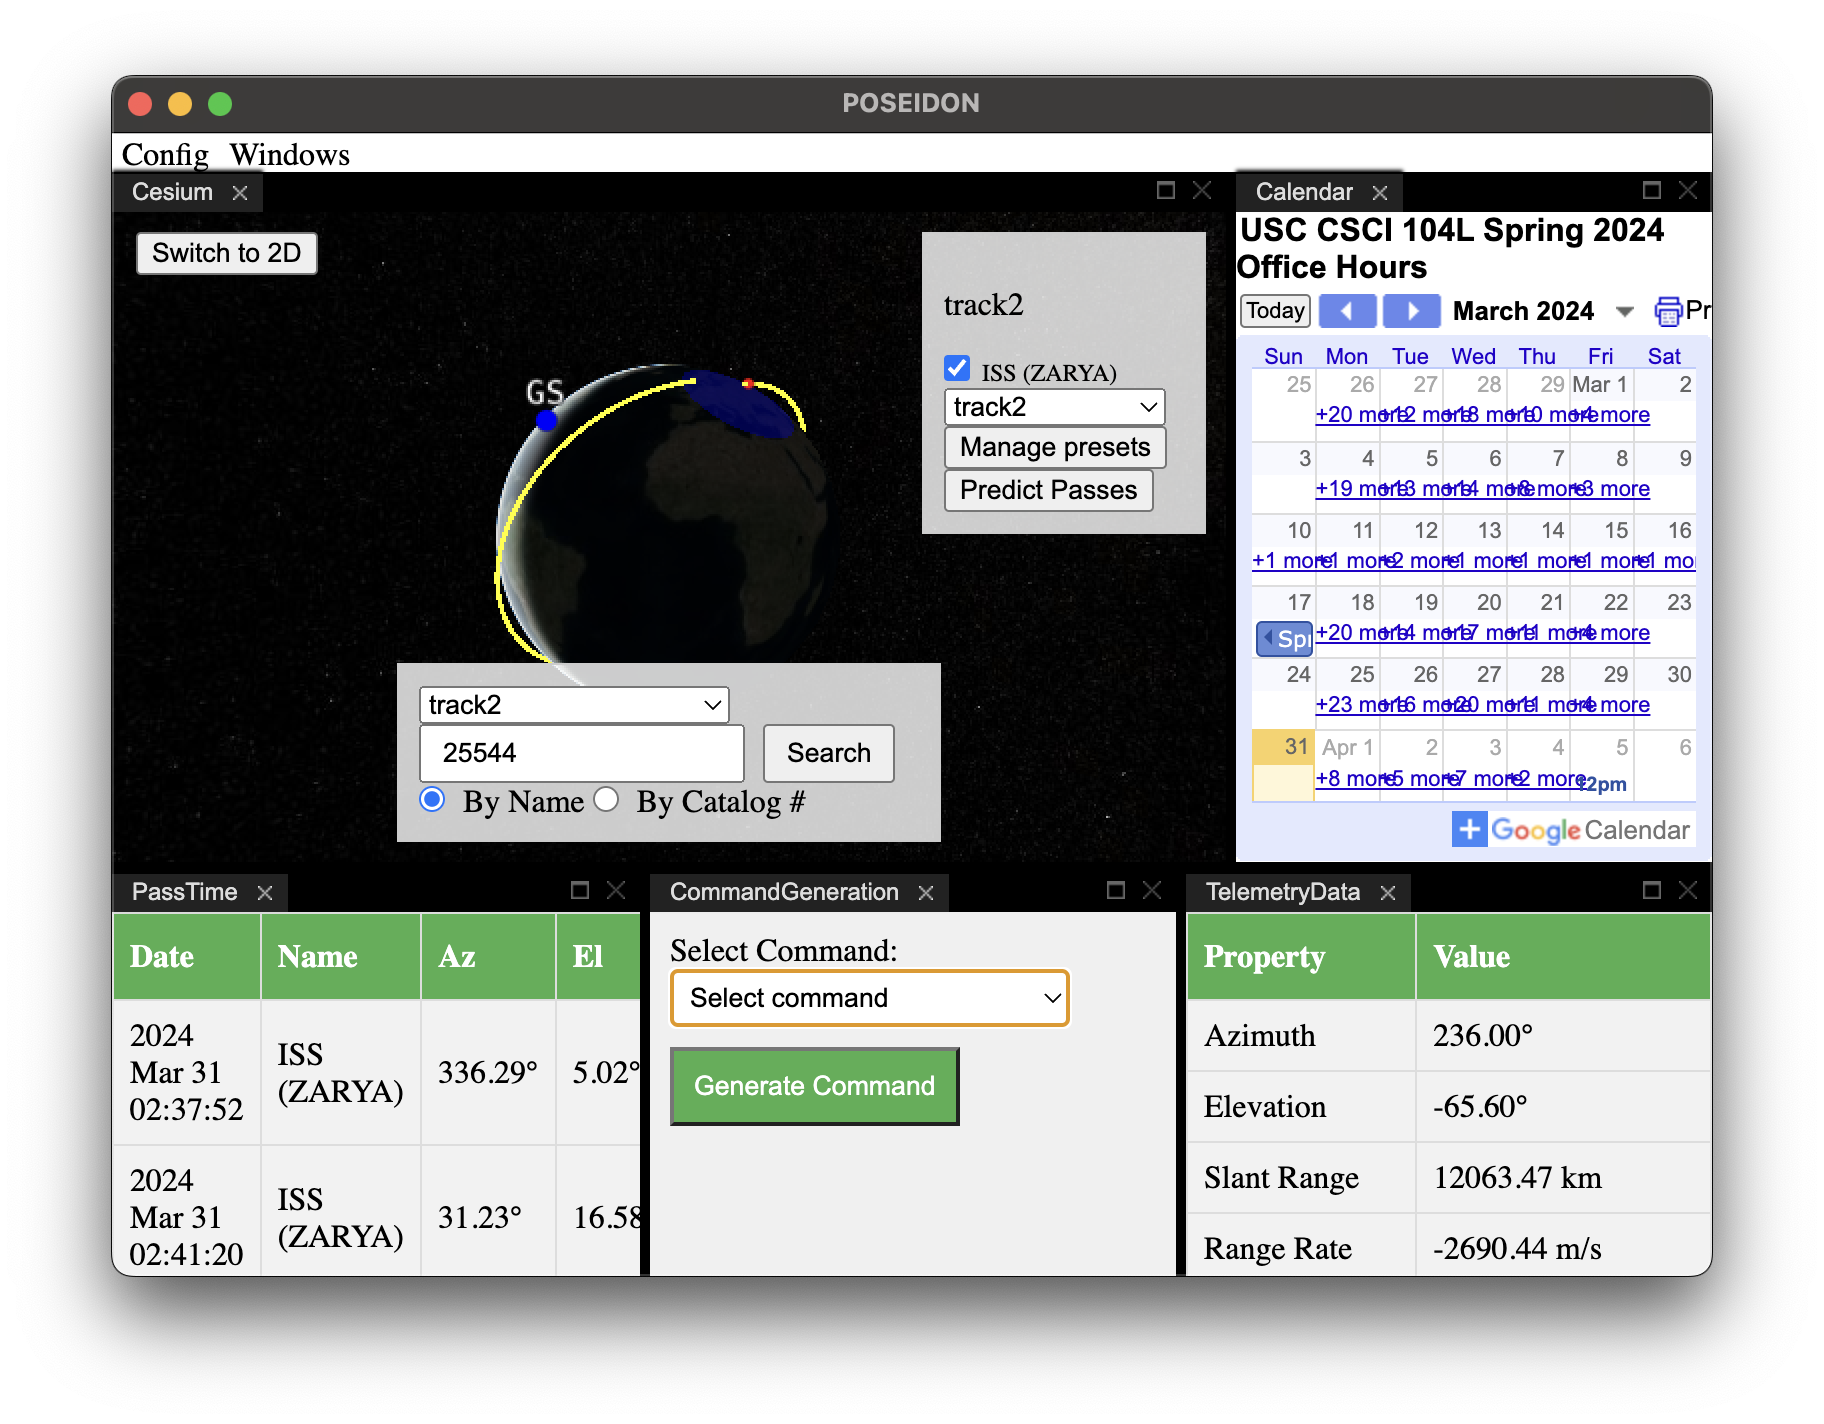 POSEIDON
Config Windows
Cesium
Switch to 2D
GS
track2
ISS (ZARYA)
track2
Manage presets
Predict Passes
track2
25544
Search
By Name
By Catalog #
Calendar
USC CSCI 104L Spring 2024
Office Hours
Today
March 2024
Pr
Sun Mon Tue Wed Thu Fri Sat
25 26 27 28 29 Mar 1 2
+20 more +12 more +18 more +10 more +4 more
3 4 5 6 7 8 9
+19 more +13 more +14 more +8 more +3 more
10 11 12 13 14 15 16
+1 more +1 more +2 more +1 more +1 more +1 more +1 mo
17 18 19 20 21 22 23
Spr +20 more +14 more +17 more +11 more +4 more
24 25 26 27 28 29 30
+23 more +16 more +20 more +11 more +4 more
31 Apr 1 2 3 4 5 6
+8 more +5 more +7 more +2 more 12pm
Google Calendar
PassTime
Date Name Az El
2024
Mar 31
02:37:52
ISS
(ZARYA)
336.29°
5.02°
2024
Mar 31
02:41:20
ISS
(ZARYA)
31.23°
16.58
CommandGeneration
Select Command:
Select command
Generate Command
TelemetryData
Property Value
Azimuth 236.00°
Elevation -65.60°
Slant Range 12063.47 km
Range Rate -2690.44 m/s